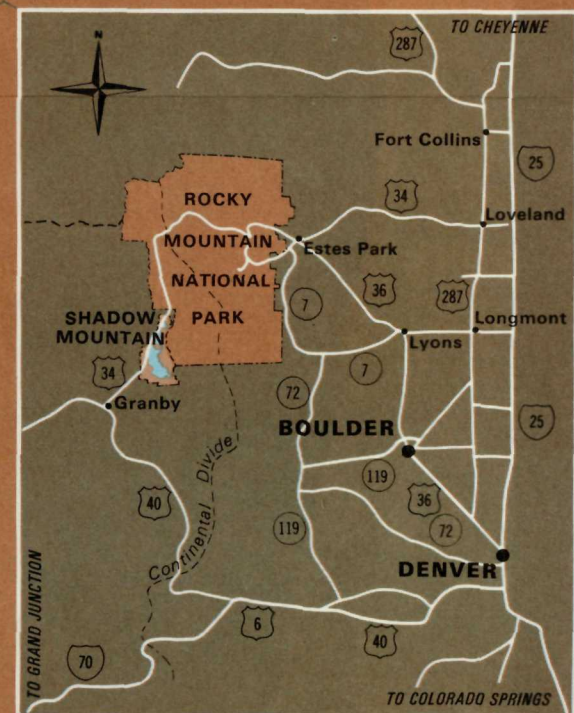 TO CHEYENNE
N
287
Fort Collins
25
ROCKY
34
Loveland
MOUNTAIN
Estes Park
NATIONAL
36
287
7
SHADOW
MOUNTAIN
PARK
Longmont
Lyons
34
7
72
Granby
25
BOULDER
Continental Divide
119
36
40
119
72
DENVER
TO GRAND JUNCTION
6
40
70
TO COLORADO SPRINGS